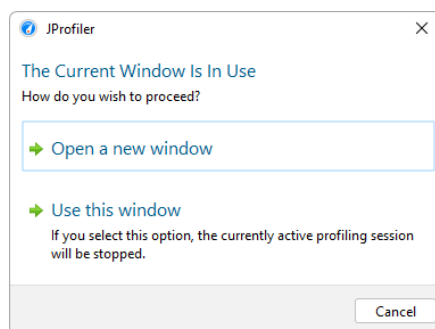 JProfiler
The Current Window Is In Use
How do you wish to proceed?
Open a new window
Use this window
If you select this option, the currently active profiling session
will be stopped.
Cancel